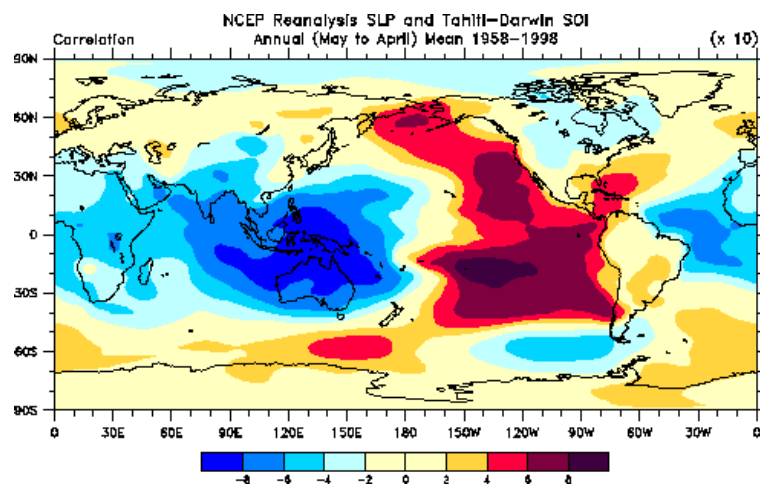 NCEP Reanalysis SLP and Tahiti-Darwin SOI
Correlation Annual (May to April) Mean 1958-1998 (x 10)
90N
60N
30N
0
30S
60S
90S
0 30E 60E 90E 120E 150E 180 150W 120W 90W 60W 30W 0
-8 -6 -4 -2 0 2 4 6 8